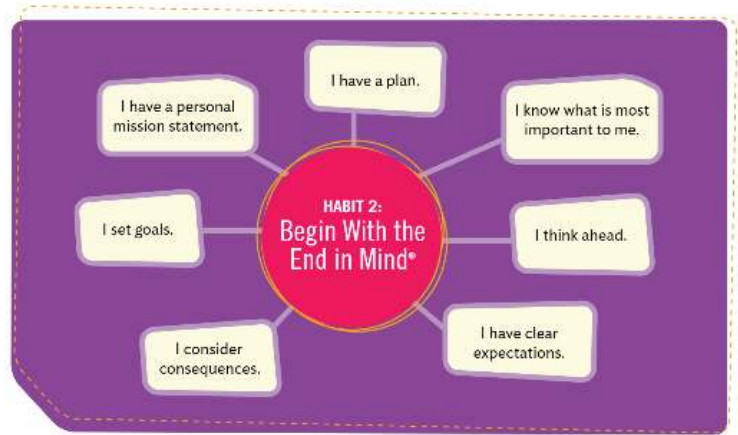 I have a plan.
I have a personal
mission statement.
I know what is most
important to me.
HABIT 2:
Begin With the
End in Mind®
I set goals.
I think ahead.
I consider
consequences.
I have clear
expectations.